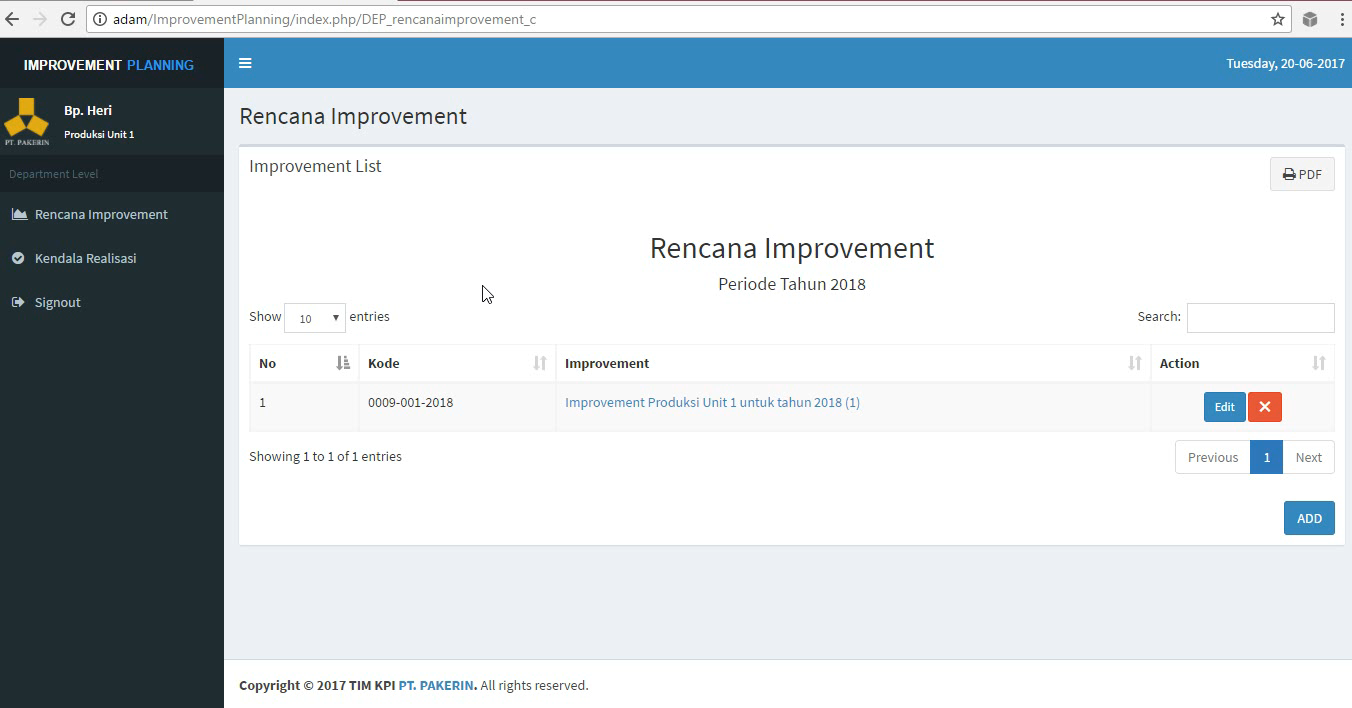 adam/ImprovementPlanning/index.php/DEP_rencanaimprovement_c
IMPROVEMENT PLANNING
Tuesday, 20-06-2017
Bp. Heri
Produksi Unit 1
PT. PAKERIN
Department Level
Rencana Improvement
Kendala Realisasi
Signout
Rencana Improvement
Improvement List
PDF
Rencana Improvement
Periode Tahun 2018
Show 10 entries
Search:
No Kode Improvement Action
1 0009-001-2018 Improvement Produksi Unit 1 untuk tahun 2018 (1) Edit
Showing 1 to 1 of 1 entries
Previous 1 Next
ADD
Copyright © 2017 TIM KPI PT. PAKERIN. All rights reserved.